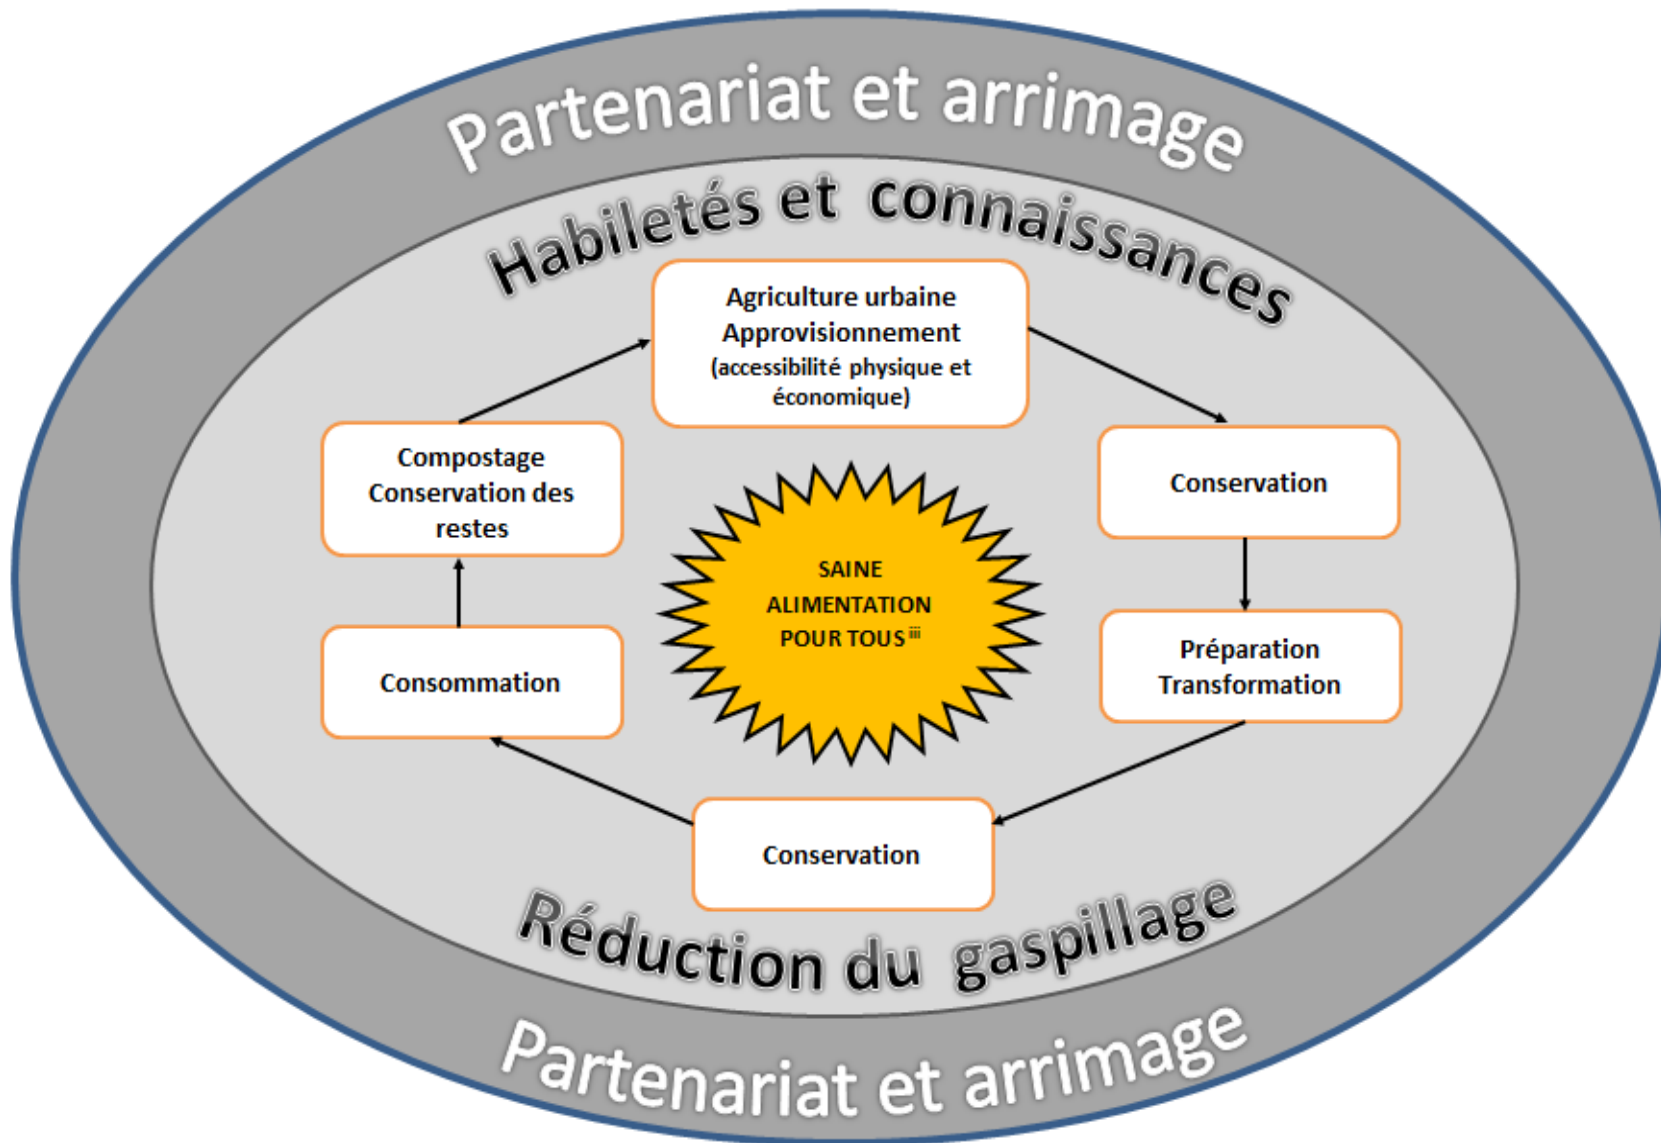 Partenariat et arrimage
Habiletés et connaissances
Agriculture urbaine
Approvisionnement
(accessibilité physique et
économique)
Compostage
Conservation des
restes
Conservation
SAINE
ALIMENTATION
POUR TOUS iii
Préparation
Transformation
Consommation
Conservation
Réduction du gaspillage
Partenariat et arrimage